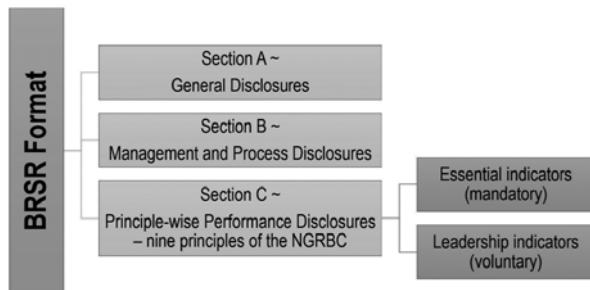 BRSR Format
Section A ~
General Disclosures
Section B ~
Management and Process Disclosures
Section C ~
Principle-wise Performance Disclosures
– nine principles of the NGRBC
Essential indicators
(mandatory)
Leadership indicators
(voluntary)